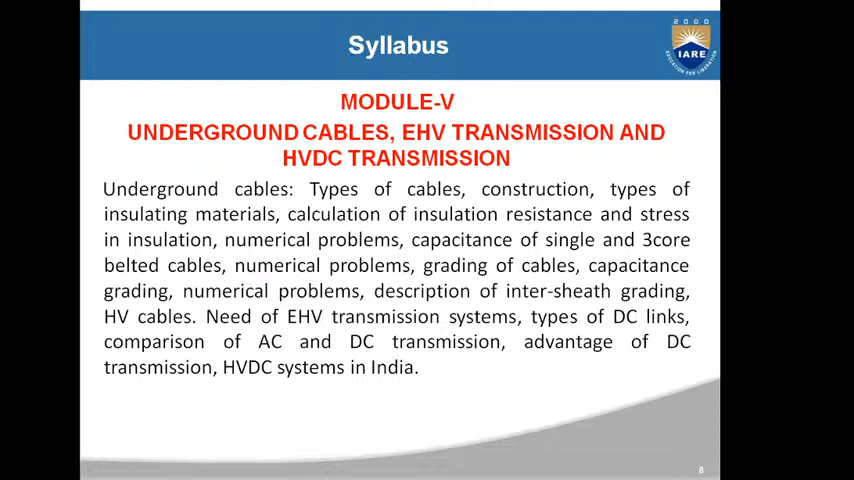 Syllabus
2000
IARE
EDUCATION FOR LIBERATION
MODULE-V
UNDERGROUND CABLES, EHV TRANSMISSION AND
HVDC TRANSMISSION
Underground cables: Types of cables, construction, types of
insulating materials, calculation of insulation resistance and stress
in insulation, numerical problems, capacitance of single and 3core
belted cables, numerical problems, grading of cables, capacitance
grading, numerical problems, description of inter-sheath grading,
HV cables. Need of EHV transmission systems, types of DC links,
comparison of AC and DC transmission, advantage of DC
transmission, HVDC systems in India.
8